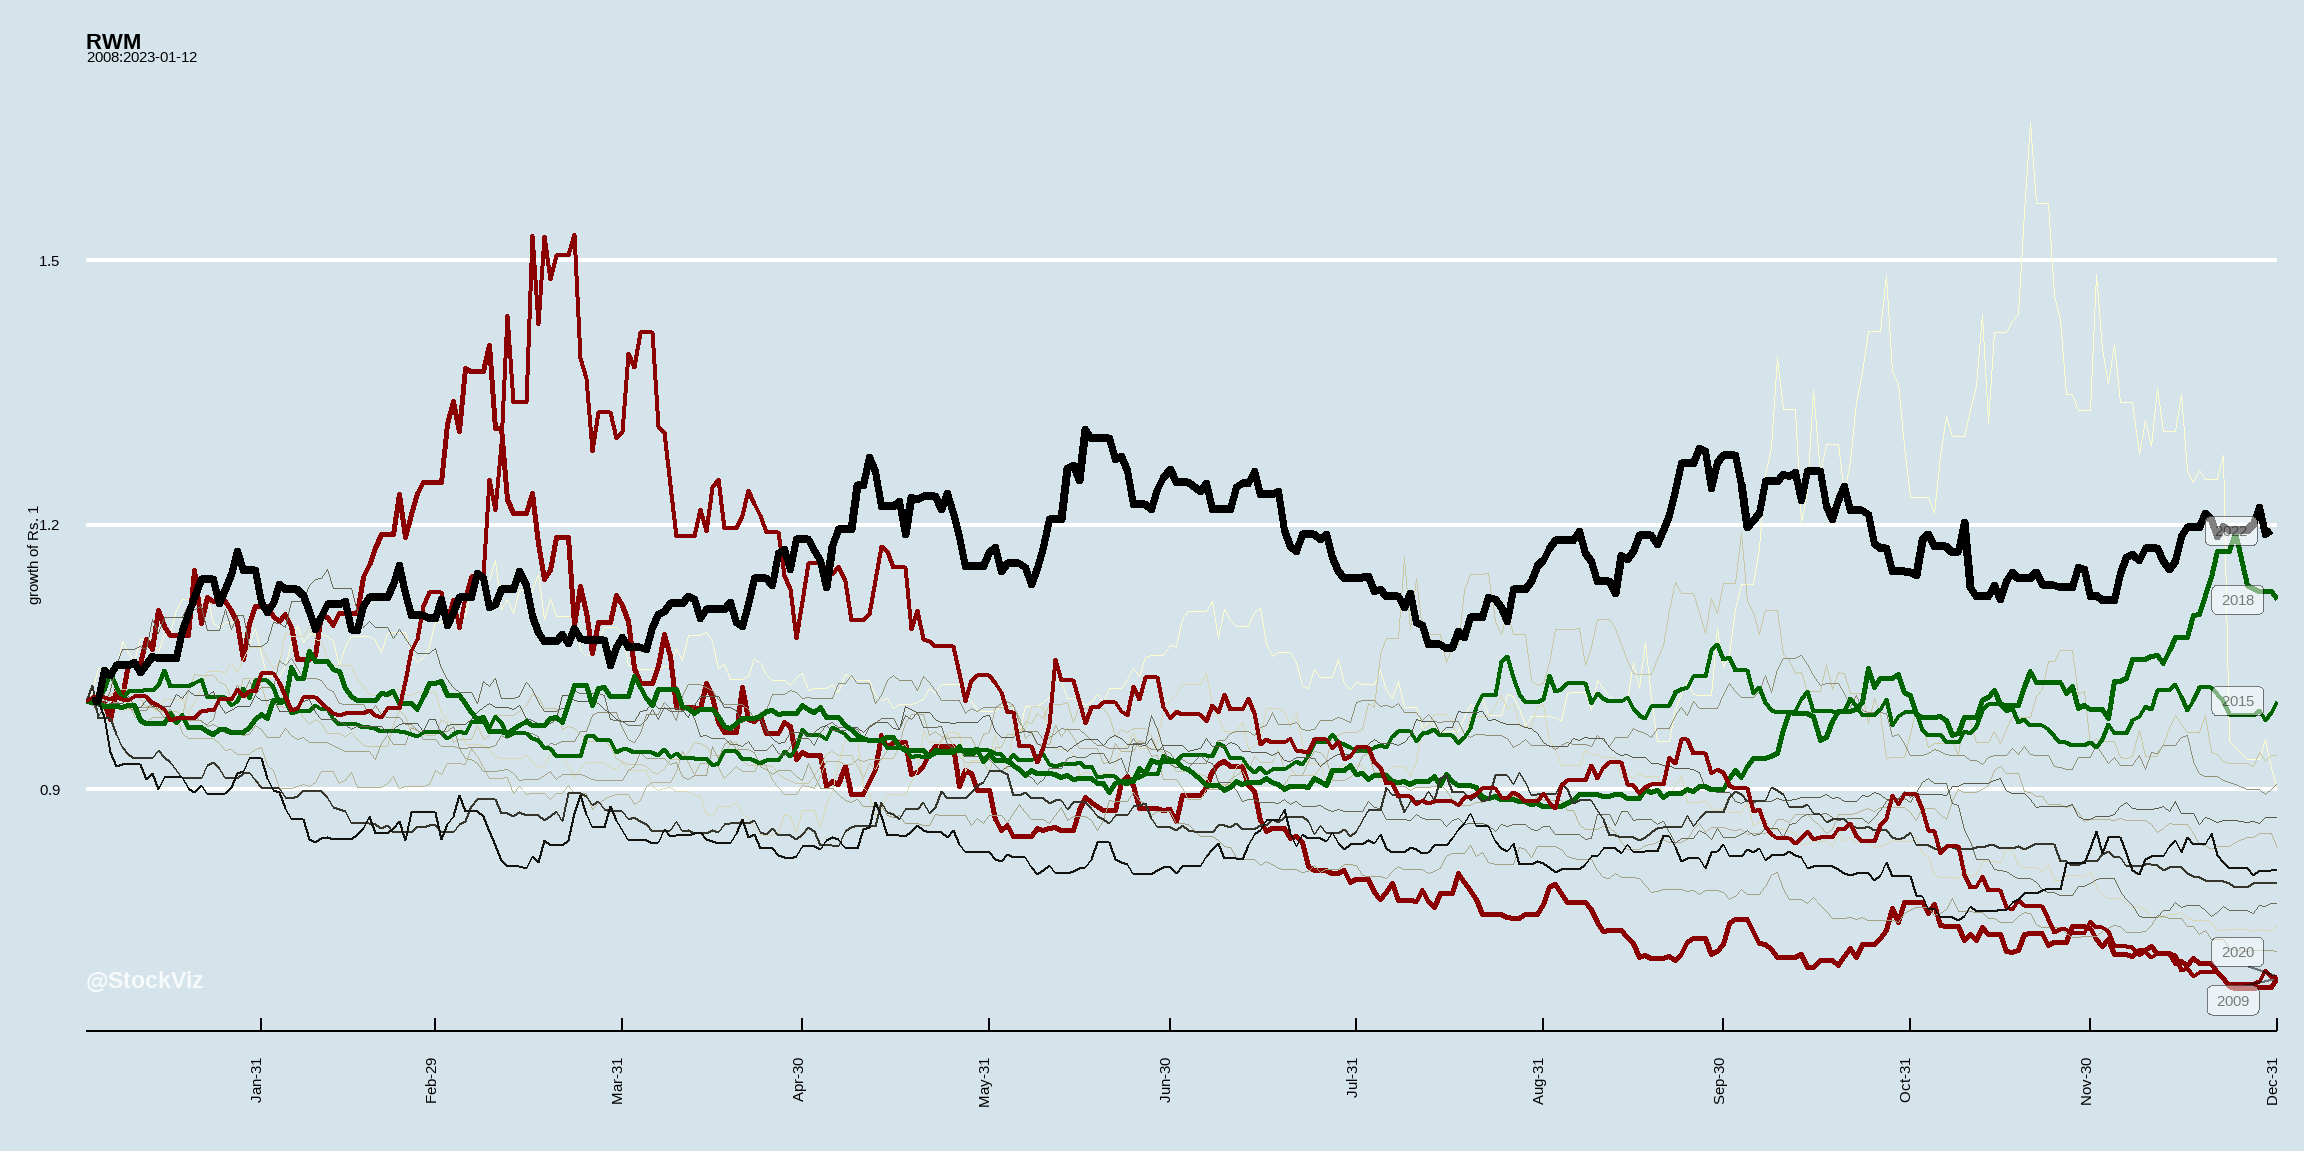 RWM
2008:2023-01-12
growth of Rs. 1
1.5
1.2
0.9
2022
2018
2015
2020
2009
@StockViz
Jan-31
Feb-29
Mar-31
Apr-30
May-31
Jun-30
Jul-31
Aug-31
Sep-30
Oct-31
Nov-30
Dec-31